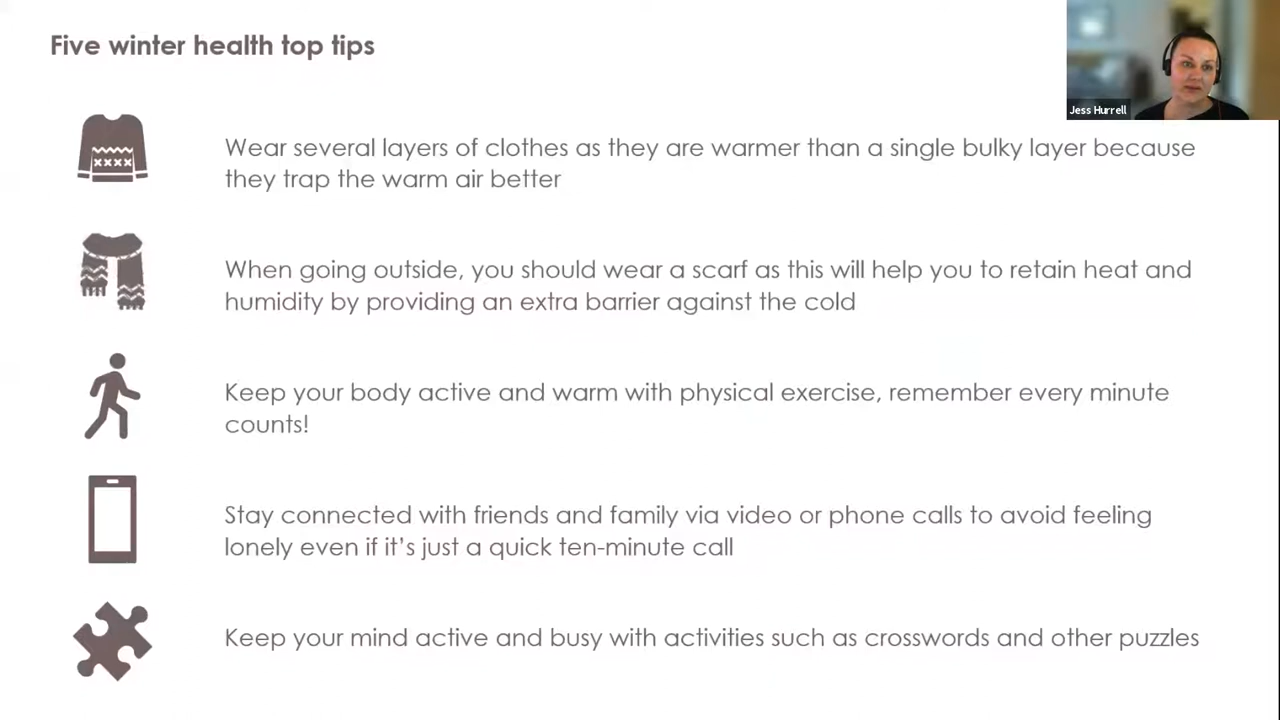 Five winter health top tips
Jess Hurrell
Wear several layers of clothes as they are warmer than a single bulky layer because
they trap the warm air better
When going outside, you should wear a scarf as this will help you to retain heat and
humidity by providing an extra barrier against the cold
Keep your body active and warm with physical exercise, remember every minute
counts!
Stay connected with friends and family via video or phone calls to avoid feeling
lonely even if it’s just a quick ten-minute call
Keep your mind active and busy with activities such as crosswords and other puzzles